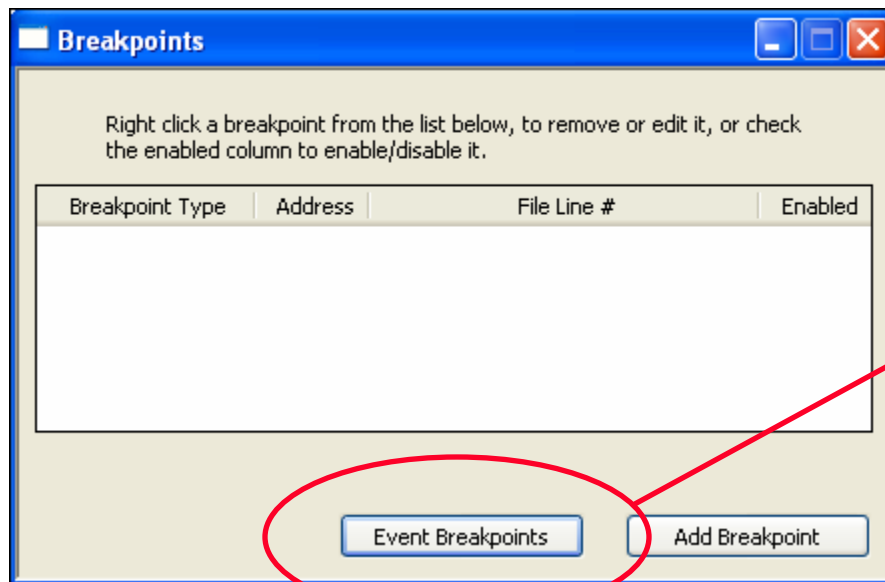 Breakpoints
Right click a breakpoint from the list below, to remove or edit it, or check
the enabled column to enable/disable it.
Breakpoint Type Address File Line # Enabled
Event Breakpoints Add Breakpoint